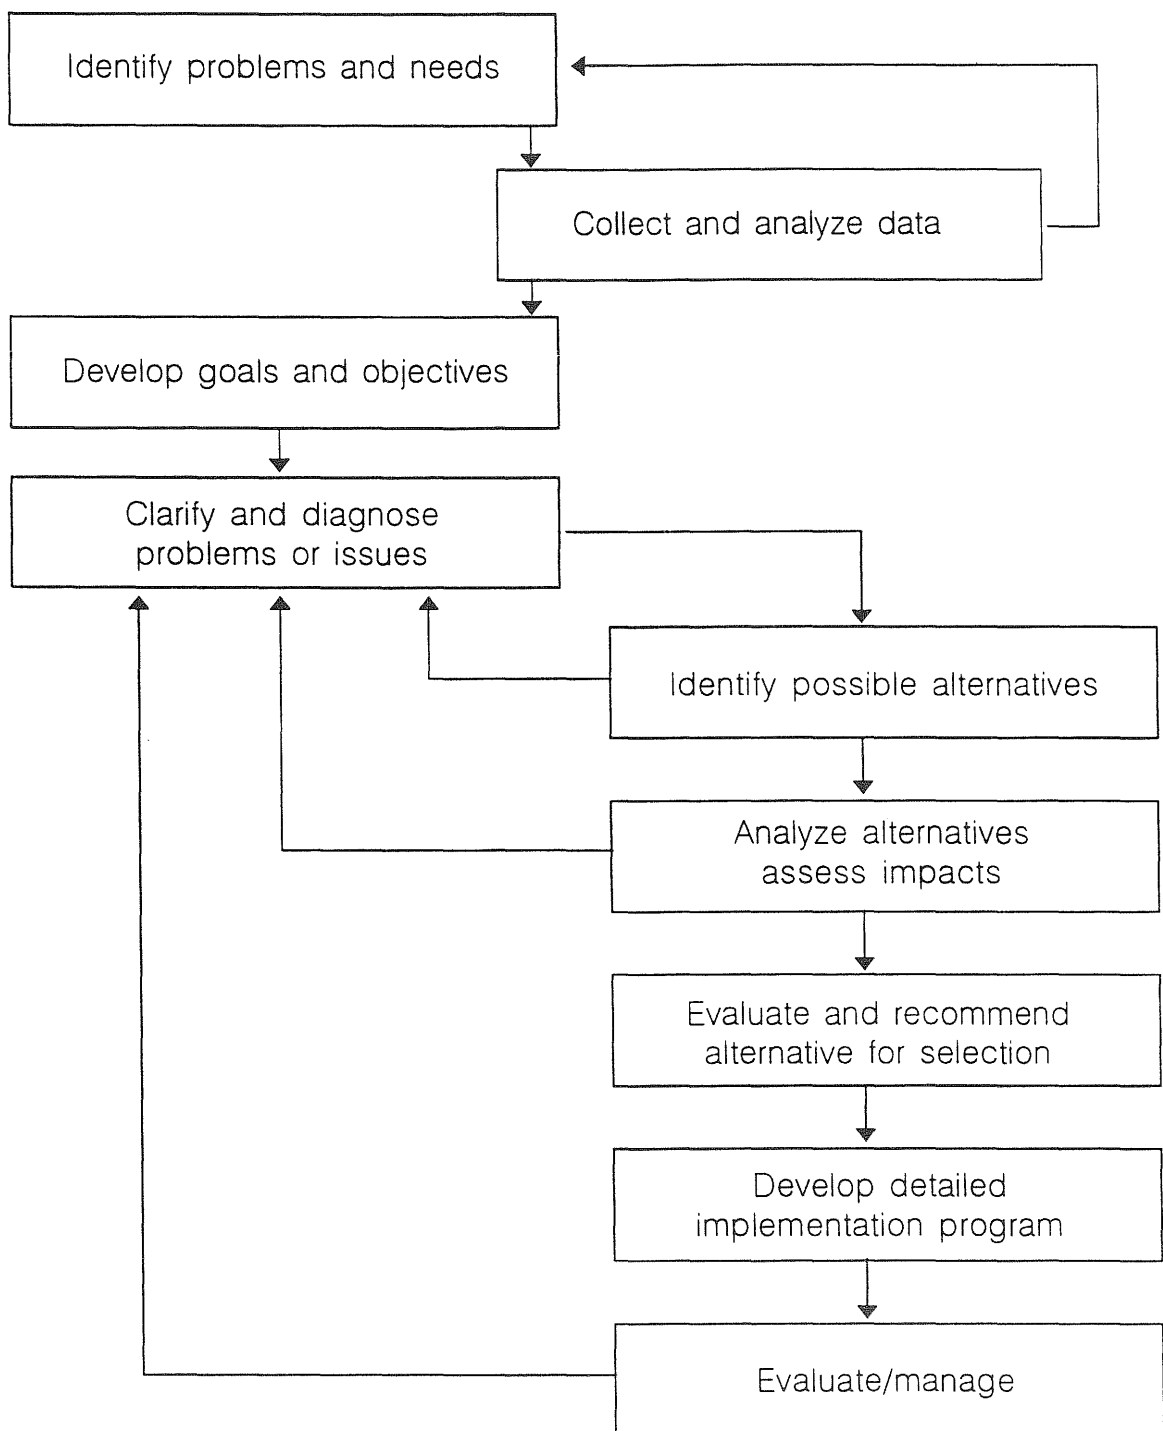 Identify problems and needs
Collect and analyze data
Develop goals and objectives
Clarify and diagnose
problems or issues
Identify possible alternatives
Analyze alternatives
assess impacts
Evaluate and recommend
alternative for selection
Develop detailed
implementation program
Evaluate/manage